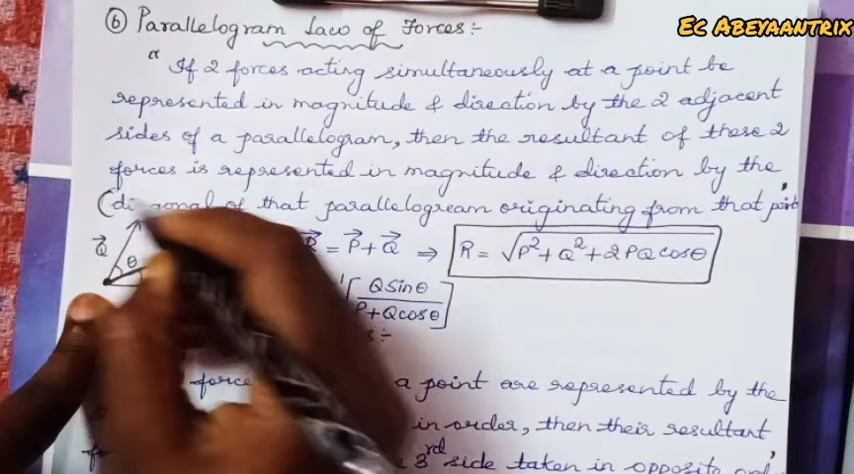 Ec Abeyaantrix
⑥ Parallelogram Law of Forces:-
" If 2 forces acting simultaneously at a point be
represented in magnitude & direction by the 2 adjacent
sides of a parallelogram, then the resultant of these 2
forces is represented in magnitude & direction by the
diagonal of that parallelogream originating from that point"
Q⃗ θ R⃗ = P⃗ + Q⃗ ⇒ R = √P²+Q²+2PQcosθ
[Qsinθ / P+Qcosθ]
force a point are represented by the
in order, then their resultant
3rd side taken in opposite